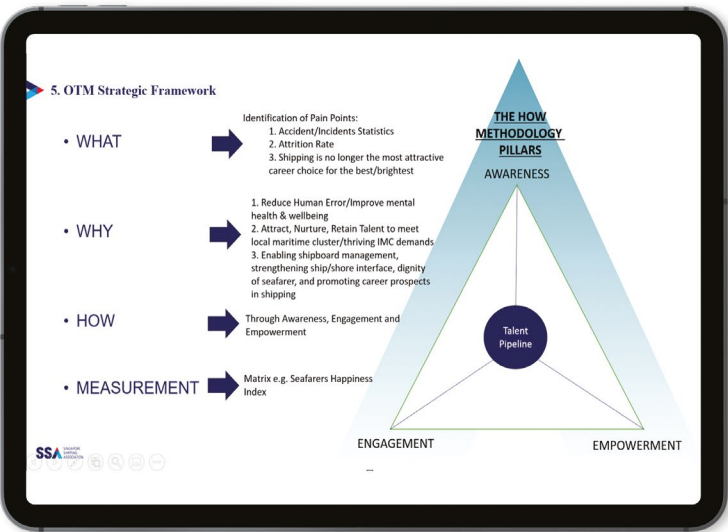 5. OTM Strategic Framework
• WHAT
Identification of Pain Points:
1. Accident/Incidents Statistics
2. Attrition Rate
3. Shipping is no longer the most attractive
career choice for the best/brightest
• WHY
1. Reduce Human Error/Improve mental
health & wellbeing
2. Attract, Nurture, Retain Talent to meet
local maritime cluster/thriving IMC demands
3. Enabling shipboard management,
strengthening ship/shore interface, dignity
of seafarer, and promoting career prospects
in shipping
• HOW
Through Awareness, Engagement and
Empowerment
• MEASUREMENT
Matrix e.g. Seafarers Happiness
Index
THE HOW
METHODOLOGY
PILLARS
AWARENESS
Talent
Pipeline
ENGAGEMENT
EMPOWERMENT
SSA
SINGAPORE
SHIPPING
ASSOCIATION